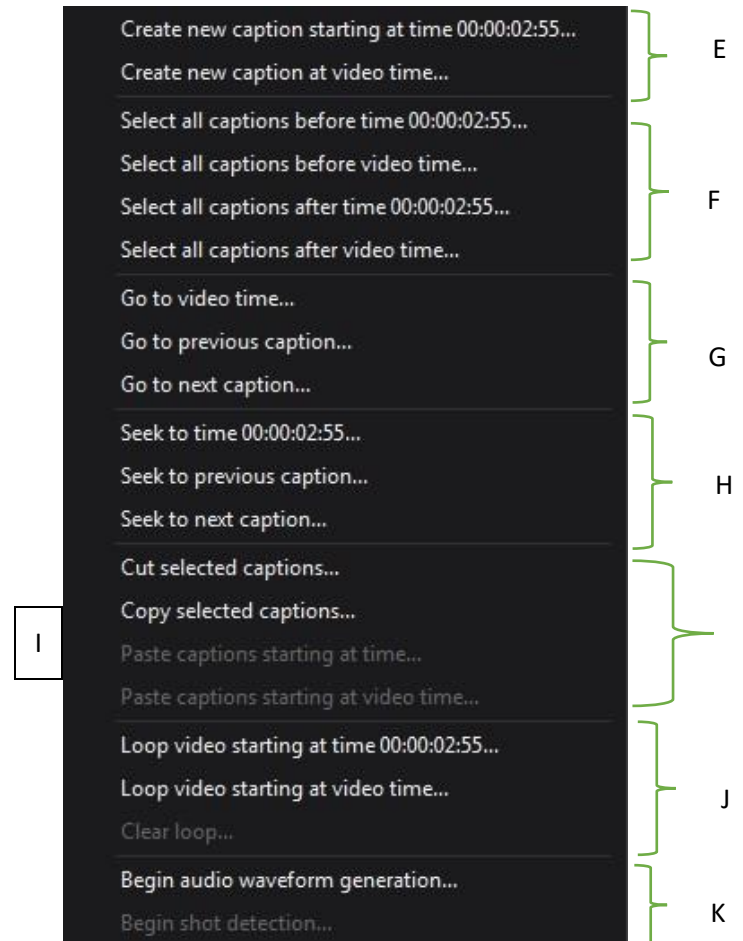 Create new caption starting at time 00:00:02:55...
E
Create new caption at video time...
Select all captions before time 00:00:02:55...
Select all captions before video time...
F
Select all captions after time 00:00:02:55...
Select all captions after video time...
Go to video time...
Go to previous caption...
G
Go to next caption...
Seek to time 00:00:02:55...
Seek to previous caption...
H
Seek to next caption...
Cut selected captions...
Copy selected captions...
I
Paste captions starting at time...
Paste captions starting at video time...
Loop video starting at time 00:00:02:55...
Loop video starting at video time...
J
Clear loop...
Begin audio waveform generation...
K
Begin shot detection...